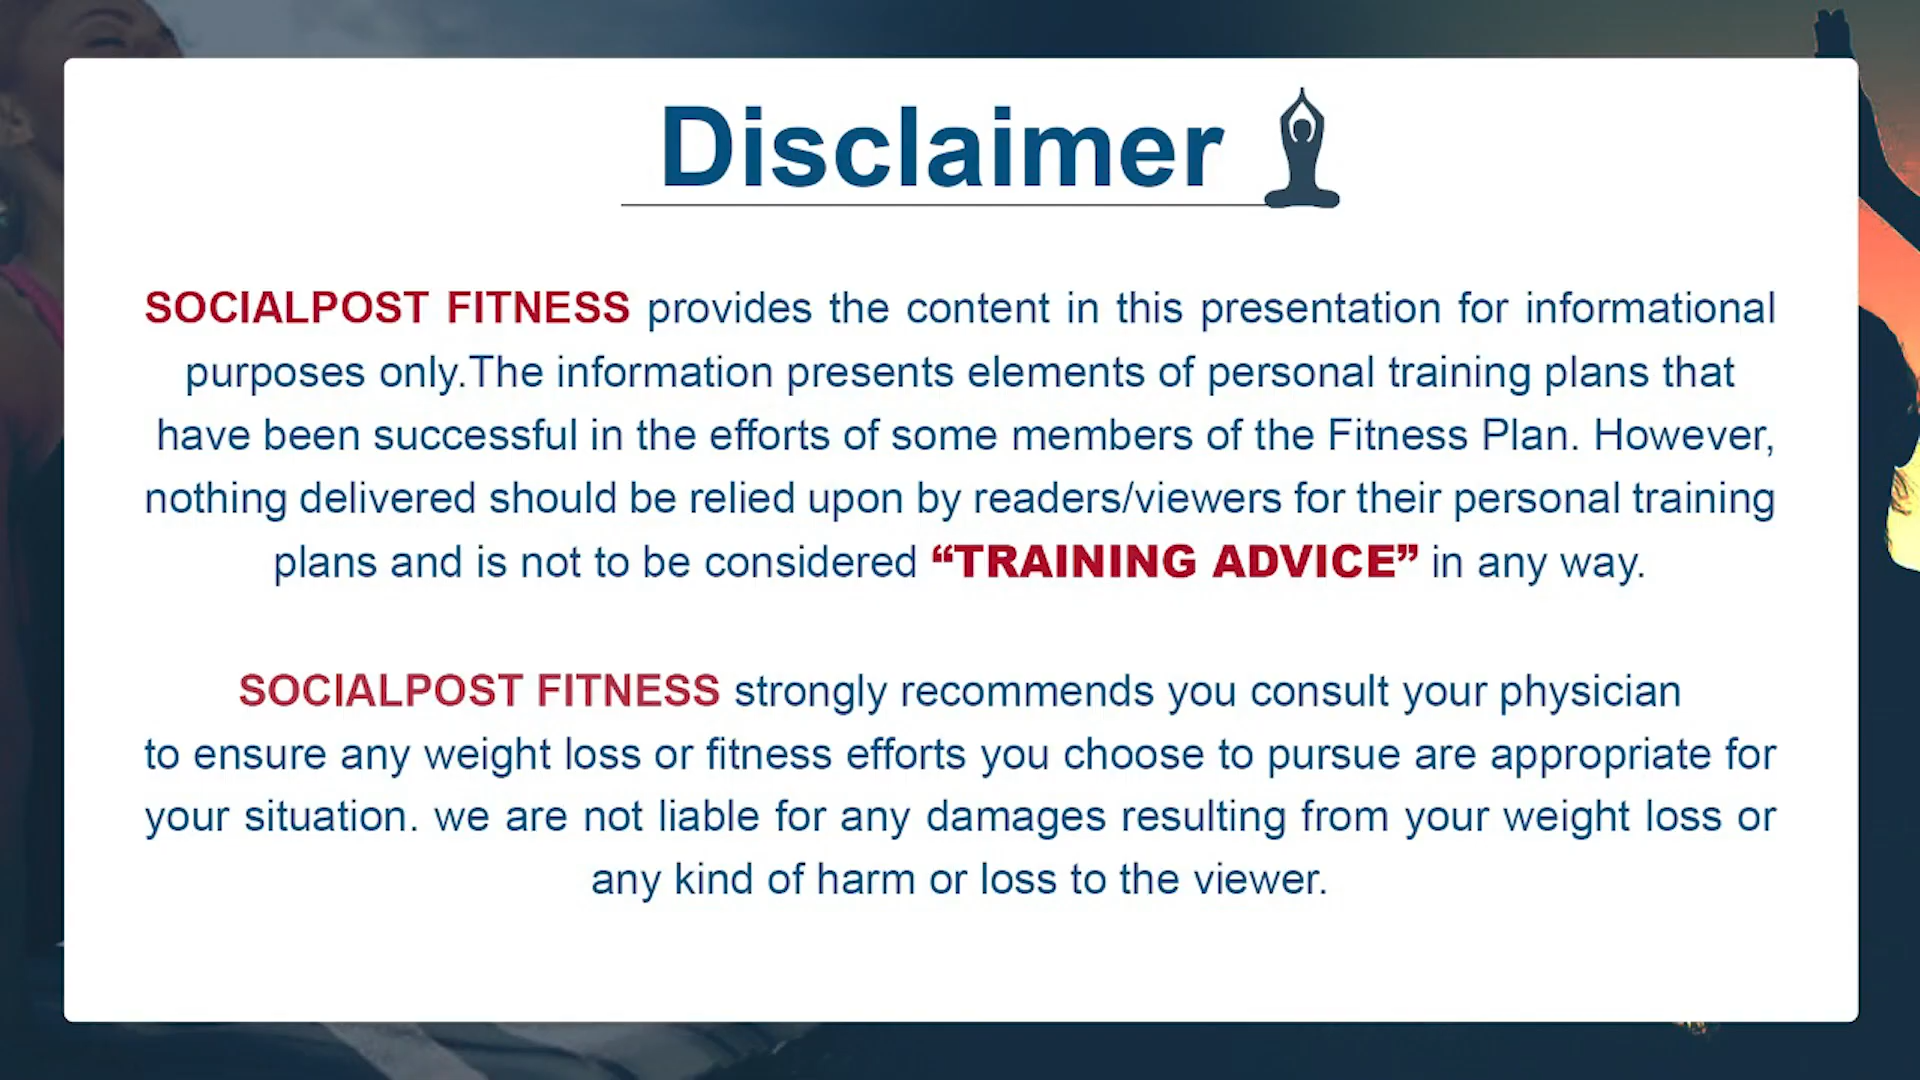 Disclaimer
SOCIALPOST FITNESS provides the content in this presentation for informational
purposes only.The information presents elements of personal training plans that
have been successful in the efforts of some members of the Fitness Plan. However,
nothing delivered should be relied upon by readers/viewers for their personal training
plans and is not to be considered “TRAINING ADVICE” in any way.
SOCIALPOST FITNESS strongly recommends you consult your physician
to ensure any weight loss or fitness efforts you choose to pursue are appropriate for
your situation. we are not liable for any damages resulting from your weight loss or
any kind of harm or loss to the viewer.